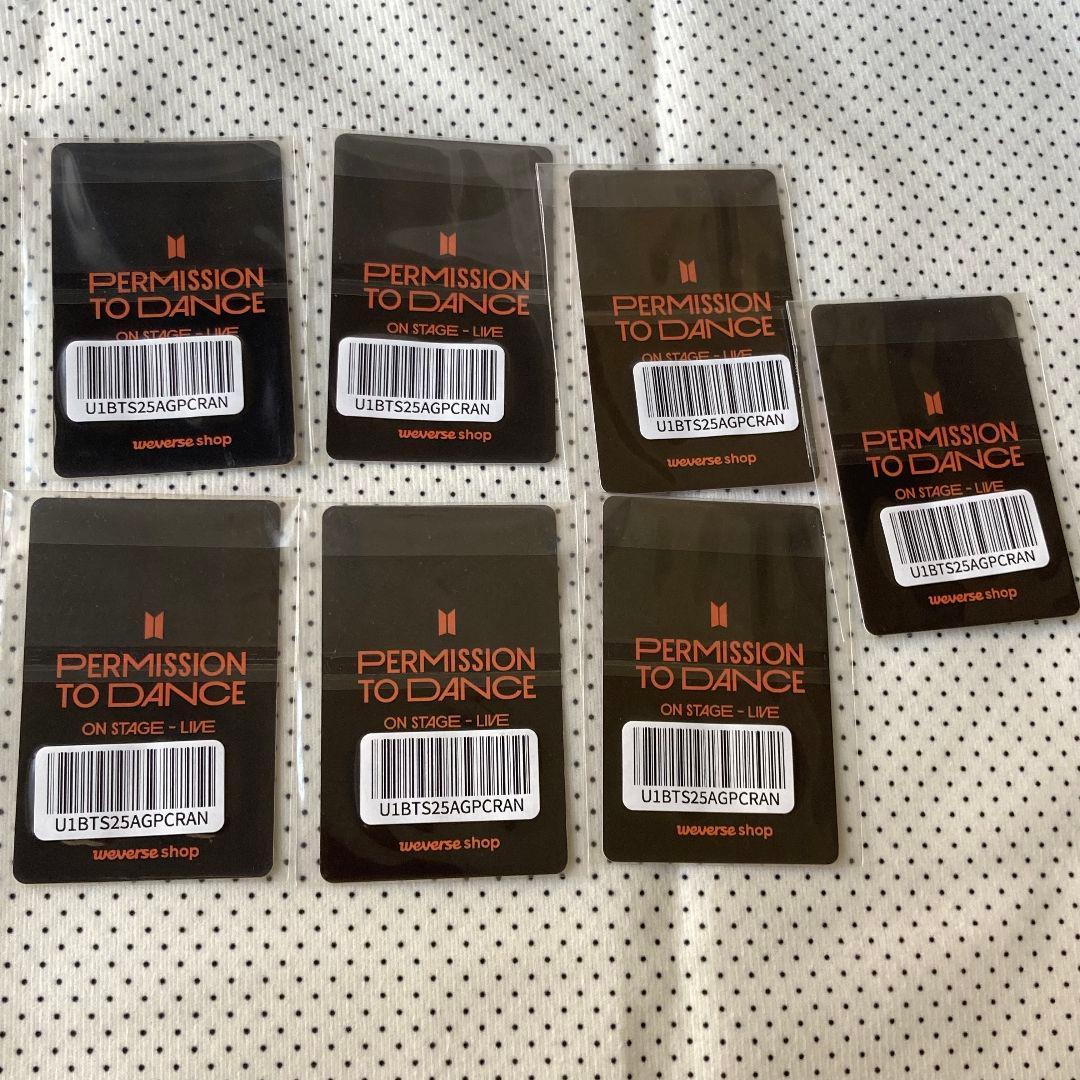 PERMISSION
TO DANCE
ON STAGE - LIVE
U1BTS25AGPCRAN
weverse shop
PERMISSION
TO DANCE
ON STAGE - LIVE
U1BTS25AGPCRAN
weverse shop
PERMISSION
TO DANCE
ON STAGE - LIVE
U1BTS25AGPCRAN
weverse shop
PERMISSION
TO DANCE
ON STAGE - LIVE
U1BTS25AGPCRAN
weverse shop
PERMISSION
TO DANCE
ON STAGE - LIVE
U1BTS25AGPCRAN
weverse shop
PERMISSION
TO DANCE
ON STAGE - LIVE
U1BTS25AGPCRAN
weverse shop
PERMISSION
TO DANCE
ON STAGE - LIVE
U1BTS25AGPCRAN
weverse shop